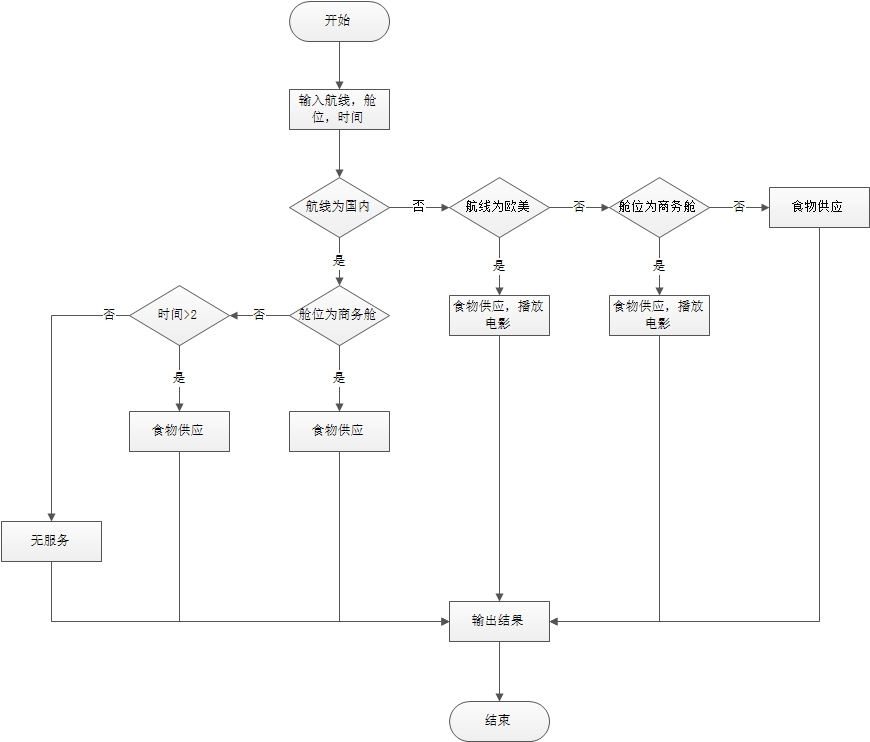 开始
输入航线，舱
位，时间
航线为国内
否
航线为欧美
否
舱位为商务舱
否
食物供应
是
是
是
否
时间>2
否
舱位为商务舱
食物供应，播放
电影
食物供应，播放
电影
是
是
食物供应
食物供应
无服务
输出结果
结束